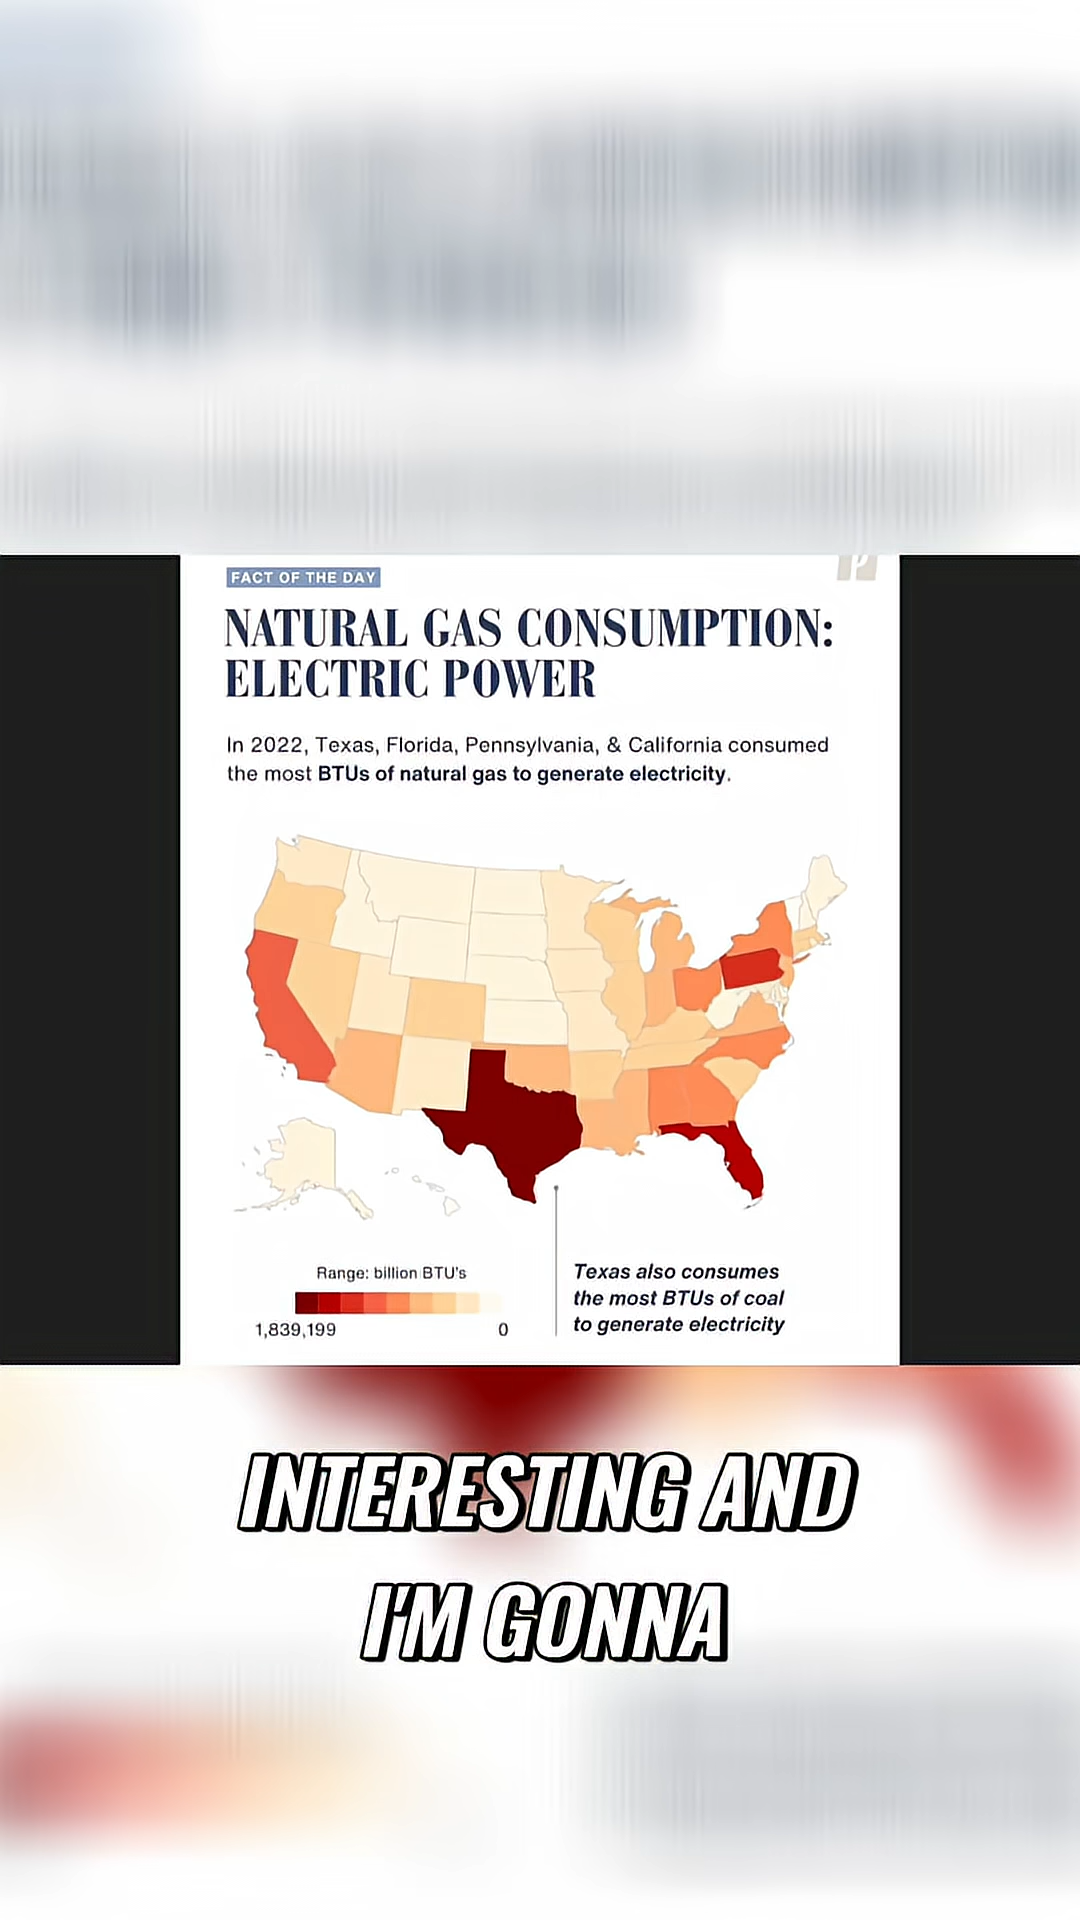 FACT OF THE DAY
NATURAL GAS CONSUMPTION:
ELECTRIC POWER
In 2022, Texas, Florida, Pennsylvania, & California consumed
the most BTUs of natural gas to generate electricity.
Range: billion BTU's
1,839,199
0
Texas also consumes
the most BTUs of coal
to generate electricity
INTERESTING AND
I'M GONNA